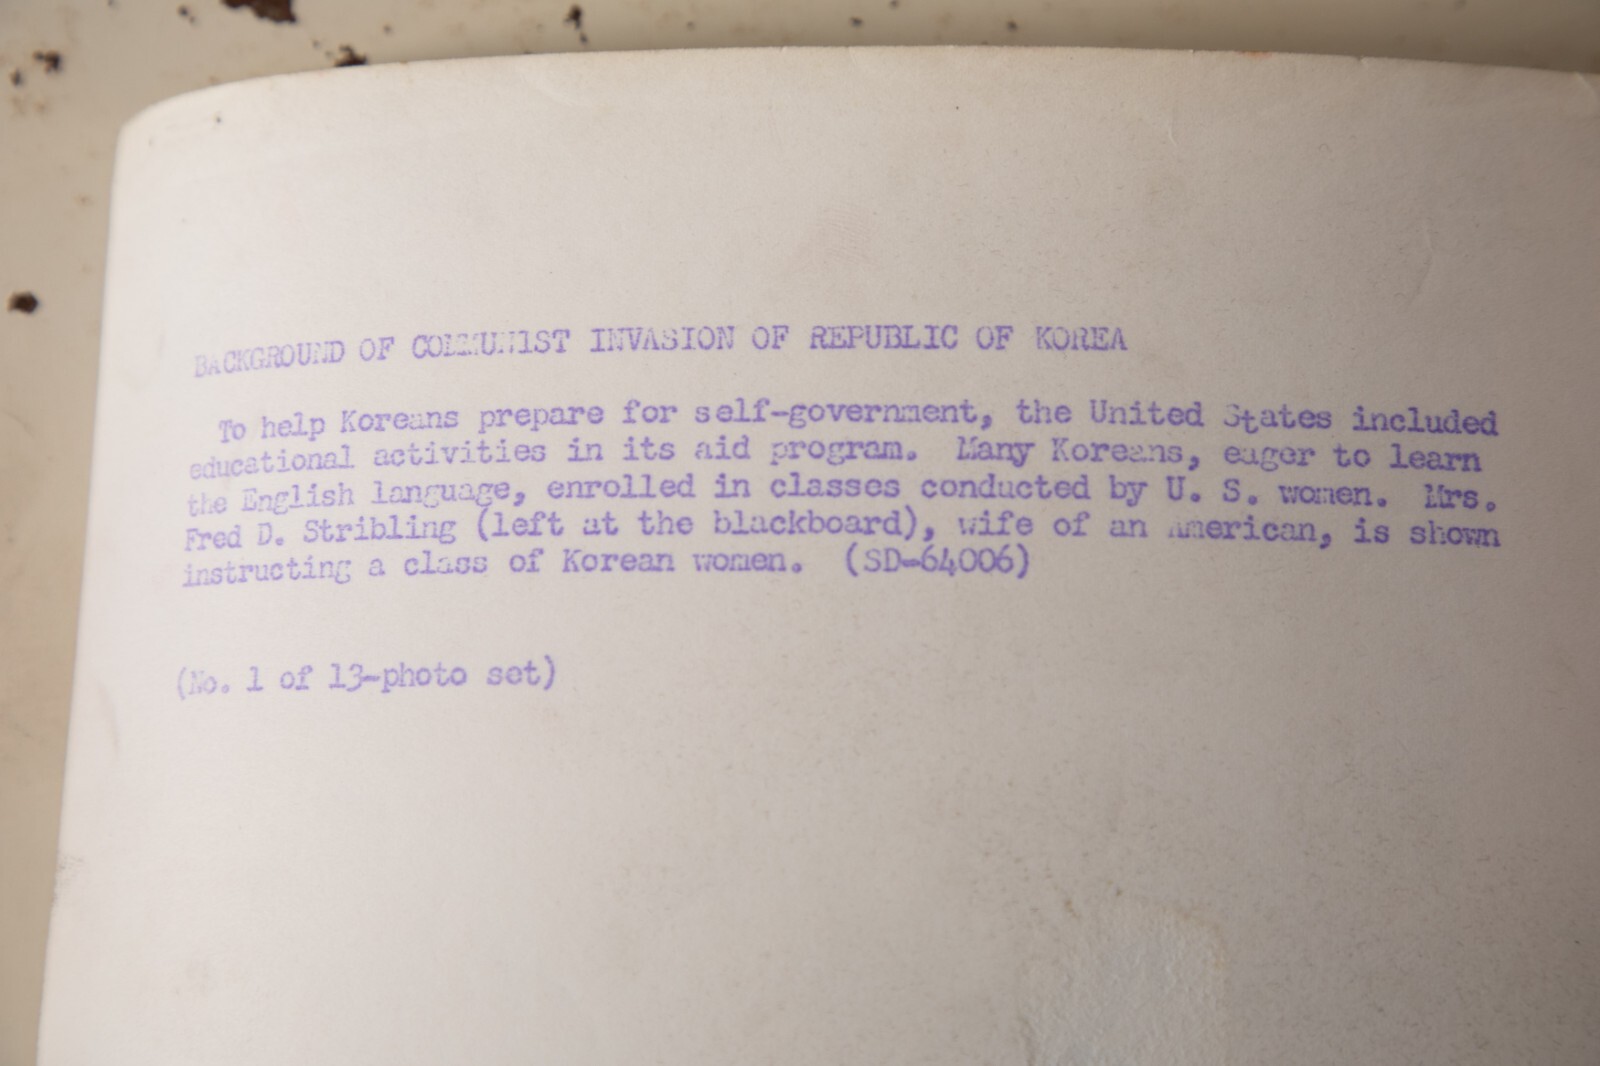 BACKGROUND OF COMMUNIST INVASION OF REPUBLIC OF KOREA
To help Koreans prepare for self-government, the United States included
educational activities in its aid program. Many Koreans, eager to learn
the English language, enrolled in classes conducted by U. S. women. Mrs.
Fred D. Stribling (left at the blackboard), wife of an American, is shown
instructing a class of Korean women. (SD-64006)
(No. 1 of 13-photo set)